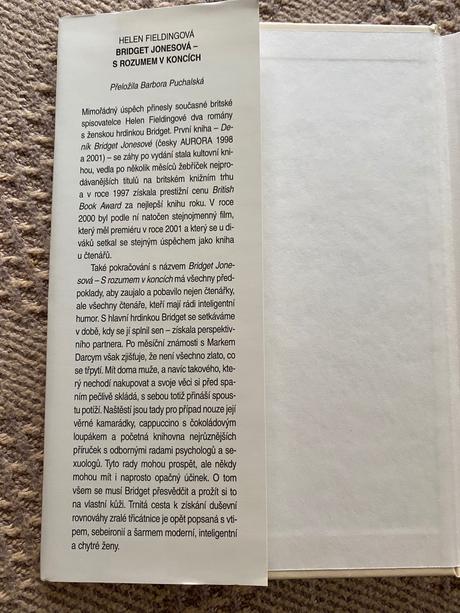 HELEN FIELDINGOVÁ
BRIDGET JONESOVÁ –
S ROZUMEM V KONCÍCH
Přeložila Barbora Puchalská
Mimořádný úspěch přinesly současné britské
spisovatelce Helen Fieldingové dva romány
s ženskou hrdinkou Bridget. První kniha – De-
ník Bridget Jonesové (česky AURORA 1998
a 2001) – se záhy po vydání stala kultovní kni-
hou, vedla po několik měsíců žebříček nejpro-
dávanějších titulů na britském knižním trhu
a v roce 1997 získala prestižní cenu British
Book Award za nejlepší knihu roku. V roce
2000 byl podle ní natočen stejnojmenný film,
který měl premiéru v roce 2001 a který se u di-
váků setkal se stejným úspěchem jako kniha
u čtenářů.
Také pokračování s názvem Bridget Jone-
sová – S rozumem v koncích má všechny před-
poklady, aby zaujalo a pobavilo nejen čtenářky,
ale všechny čtenáře, kteří mají rádi inteligentní
humor. S hlavní hrdinkou Bridget se setkáváme
v době, kdy se jí splnil sen – získala perspektiv-
ního partnera. Po měsíční známosti s Markem
Darcym však zjišťuje, že není všechno zlato, co
se třpytí. Mít doma muže, a navíc takového, kte-
rý nechodí nakupovat a svoje věci si před spa-
ním pečlivě skládá, s sebou totiž přináší spous-
tu potíží. Naštěstí jsou tady pro případ nouze její
věrné kamarádky, cappuccino s čokoládovým
loupákem a početná knihovna nejrůznějších
příruček s odbornými radami psychologů a se-
xuologů. Tyto rady mohou prospět, ale někdy
mohou mít i naprosto opačný účinek. O tom
všem se musí Bridget přesvědčit a prožít si to
na vlastní kůži. Trnitá cesta k získání duševní
rovnováhy zralé třicátnice je opět popsaná s vti-
pem, sebeironií a šarmem moderní, inteligentní
a chytré ženy.